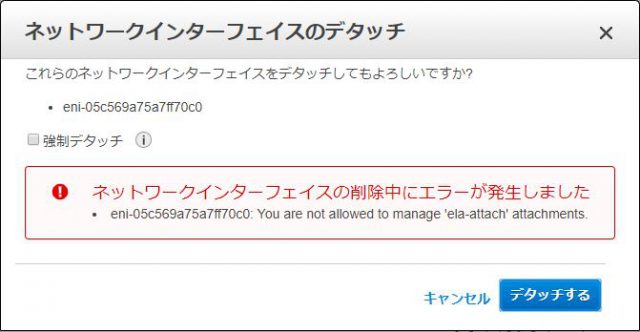 ネットワークインターフェイスのデタッチ
これらのネットワークインターフェイスをデタッチしてもよろしいですか?
• eni-05c569a75a7ff70c0
強制デタッチ
ネットワークインターフェイスの削除中にエラーが発生しました
• eni-05c569a75a7ff70c0: You are not allowed to manage 'ela-attach' attachments.
キャンセル デタッチする